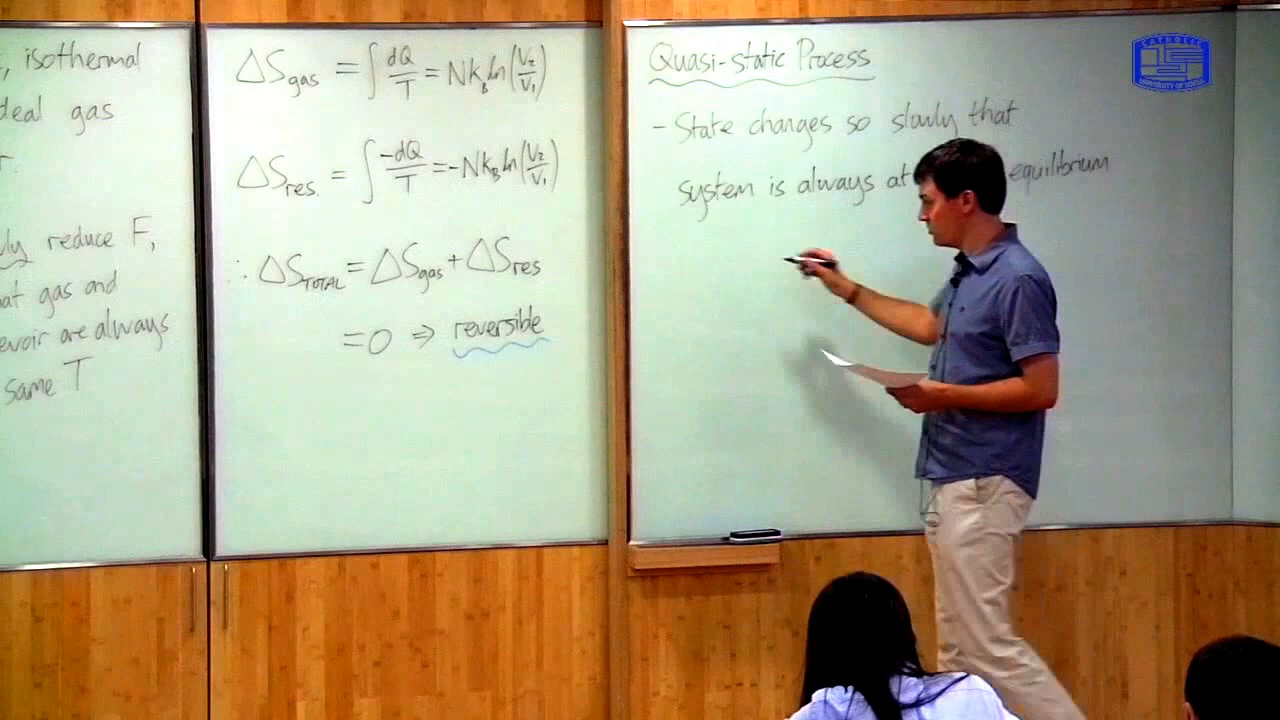 , isothermal
deal gas
r.
ly reduce F,
at gas and
evoir are always
same T
ΔS_gas = ∫ dQ/T = Nk_B ln(V₂/V₁)
ΔS_res. = ∫ -dQ/T = -Nk_B ln(V₂/V₁)
∴ ΔS_TOTAL = ΔS_gas + ΔS_res
= 0 ⇒ reversible
Quasi-static Process
- State changes so slowly that
system is always at equilibrium
CATHOLIC